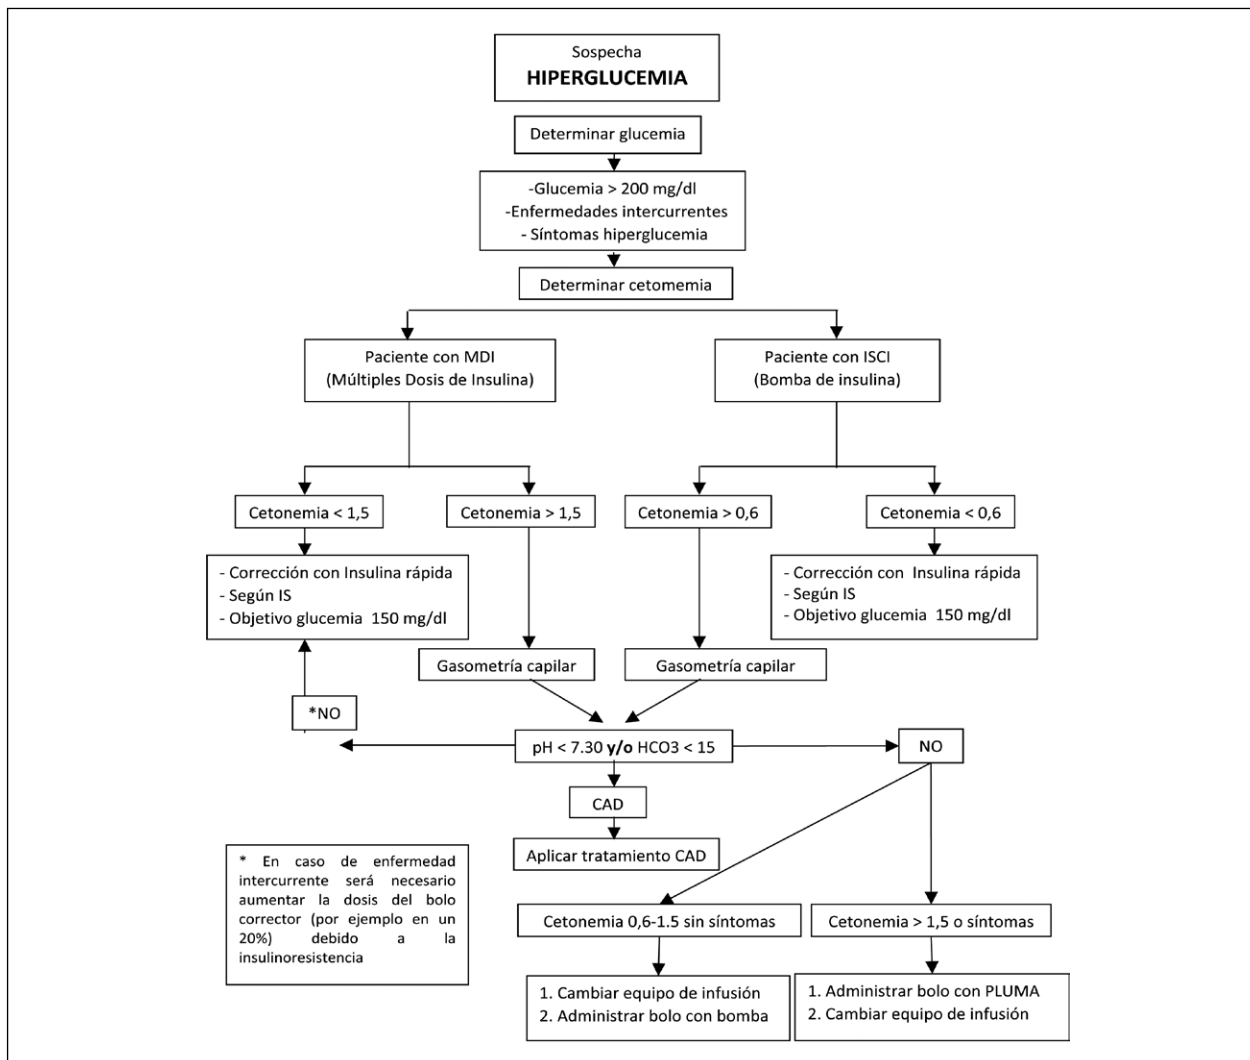 Sospecha
HIPERGLUCEMIA
Determinar glucemia
-Glucemia > 200 mg/dl
-Enfermedades intercurrentes
- Síntomas hiperglucemia
Determinar cetomemia
Paciente con MDI
(Múltiples Dosis de Insulina)
Paciente con ISCI
(Bomba de insulina)
Cetonemia < 1,5
Cetonemia > 1,5
Cetonemia > 0,6
Cetonemia < 0,6
- Corrección con Insulina rápida
- Según IS
- Objetivo glucemia 150 mg/dl
- Corrección con Insulina rápida
- Según IS
- Objetivo glucemia 150 mg/dl
Gasometría capilar
Gasometría capilar
*NO
pH < 7.30 y/o HCO3 < 15
NO
CAD
Aplicar tratamiento CAD
* En caso de enfermedad
intercurrente será necesario
aumentar la dosis del bolo
corrector (por ejemplo en un
20%) debido a la
insulinoresistencia
Cetonemia 0,6-1.5 sin síntomas
Cetonemia > 1,5 o síntomas
1. Cambiar equipo de infusión
2. Administrar bolo con bomba
1. Administrar bolo con PLUMA
2. Cambiar equipo de infusión